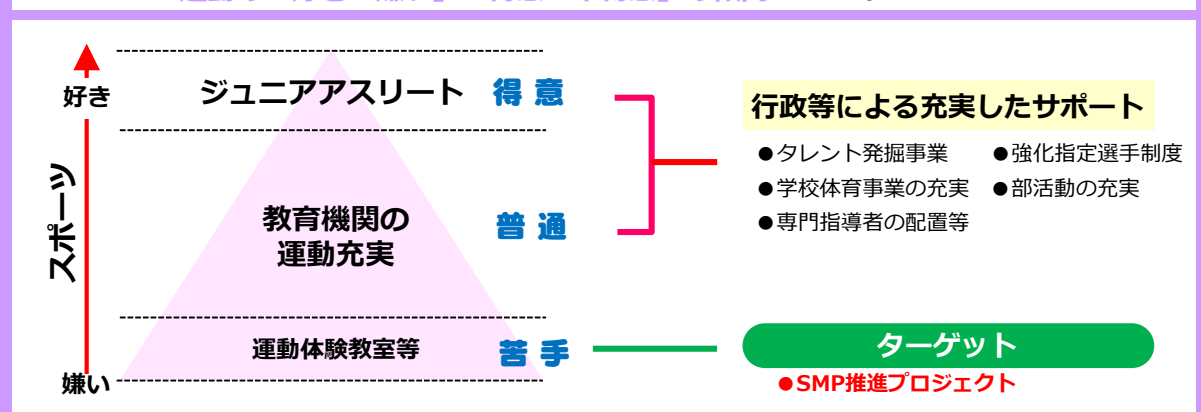 好き
スポーツ
嫌い
ジュニアアスリート 得意
教育機関の
運動充実
普通
運動体験教室等 苦手
行政等による充実したサポート
●タレント発掘事業 ●強化指定選手制度
●学校体育事業の充実 ●部活動の充実
●専門指導者の配置等
ターゲット
●SMP推進プロジェクト